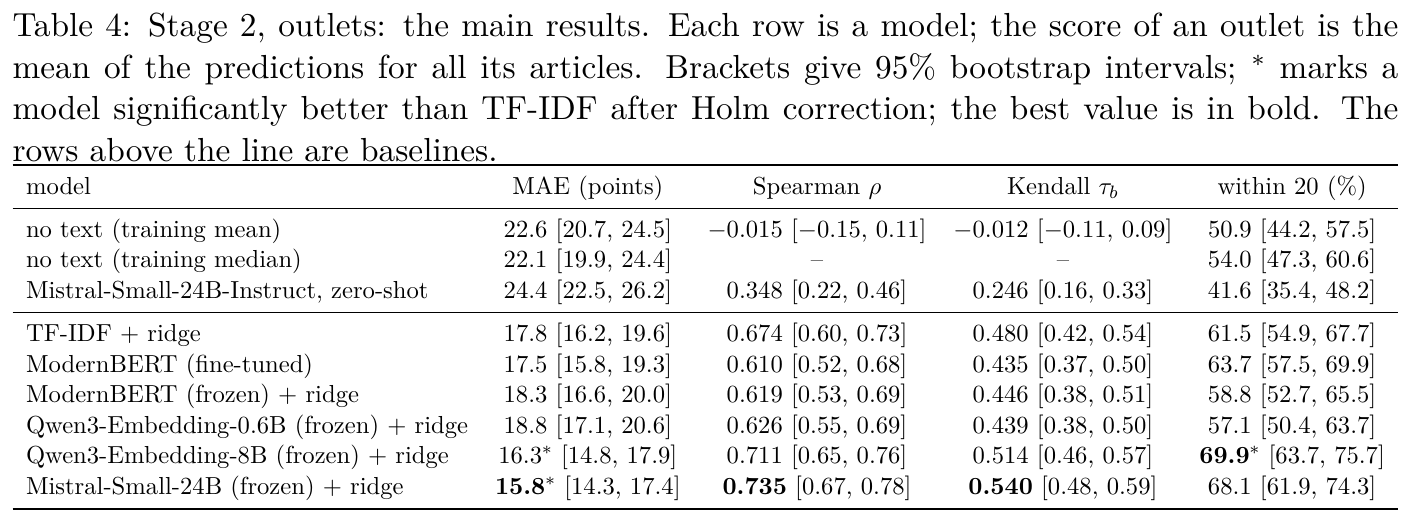 Table 4: Stage 2, outlets: the main results. Each row is a model; the score of an outlet is the
mean of the predictions for all its articles. Brackets give 95% bootstrap intervals; * marks a
model significantly better than TF-IDF after Holm correction; the best value is in bold. The
rows above the line are baselines.
model MAE (points) Spearman ρ Kendall τb within 20 (%)
no text (training mean) 22.6 [20.7, 24.5] −0.015 [−0.15, 0.11] −0.012 [−0.11, 0.09] 50.9 [44.2, 57.5]
no text (training median) 22.1 [19.9, 24.4] – – 54.0 [47.3, 60.6]
Mistral-Small-24B-Instruct, zero-shot 24.4 [22.5, 26.2] 0.348 [0.22, 0.46] 0.246 [0.16, 0.33] 41.6 [35.4, 48.2]
TF-IDF + ridge 17.8 [16.2, 19.6] 0.674 [0.60, 0.73] 0.480 [0.42, 0.54] 61.5 [54.9, 67.7]
ModernBERT (fine-tuned) 17.5 [15.8, 19.3] 0.610 [0.52, 0.68] 0.435 [0.37, 0.50] 63.7 [57.5, 69.9]
ModernBERT (frozen) + ridge 18.3 [16.6, 20.0] 0.619 [0.53, 0.69] 0.446 [0.38, 0.51] 58.8 [52.7, 65.5]
Qwen3-Embedding-0.6B (frozen) + ridge 18.8 [17.1, 20.6] 0.626 [0.55, 0.69] 0.439 [0.38, 0.50] 57.1 [50.4, 63.7]
Qwen3-Embedding-8B (frozen) + ridge 16.3* [14.8, 17.9] 0.711 [0.65, 0.76] 0.514 [0.46, 0.57] 69.9* [63.7, 75.7]
Mistral-Small-24B (frozen) + ridge 15.8* [14.3, 17.4] 0.735 [0.67, 0.78] 0.540 [0.48, 0.59] 68.1 [61.9, 74.3]